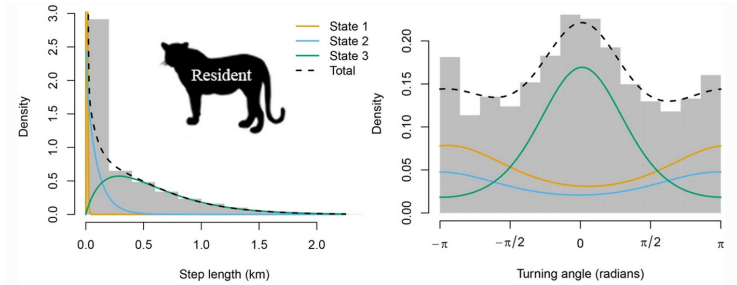 State 1
State 2
State 3
Total
Resident
Density
3.0
2.5
2.0
1.5
1.0
0.5
0.0
0.0 0.5 1.0 1.5 2.0
Step length (km)
Density
0.20
0.15
0.10
0.05
0.00
−π −π/2 0 π/2 π
Turning angle (radians)